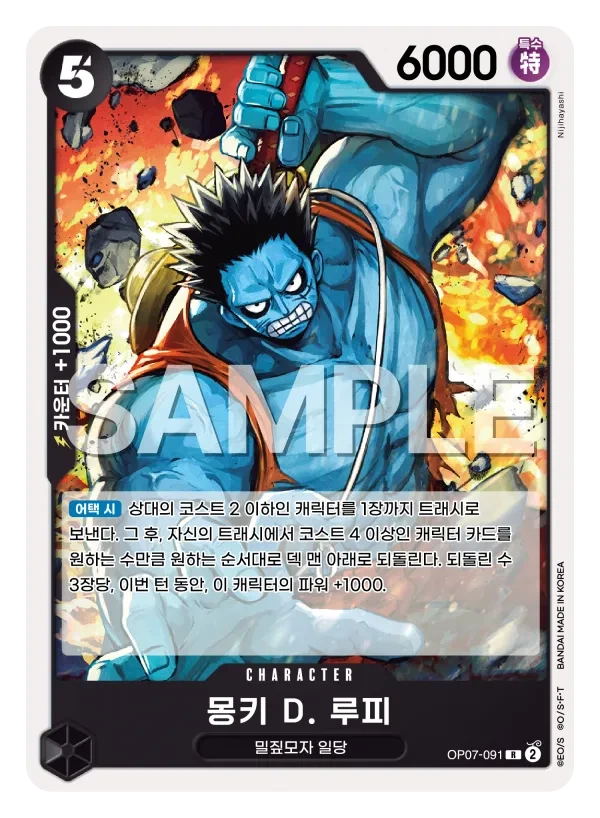 5
6000
특수
特
Nijihayashi
카운터 +1000
SAMPLE
어택 시 상대의 코스트 2 이하인 캐릭터를 1장까지 트래시로
보낸다. 그 후, 자신의 트래시에서 코스트 4 이상인 캐릭터 카드를
원하는 수만큼 원하는 순서대로 덱 맨 아래로 되돌린다. 되돌린 수
3장당, 이번 턴 동안, 이 캐릭터의 파워 +1000.
CHARACTER
몽키 D. 루피
밀짚모자 일당
OP07-091 R 2
©EO/S ©O/S·F·T BANDAI MADE IN KOREA